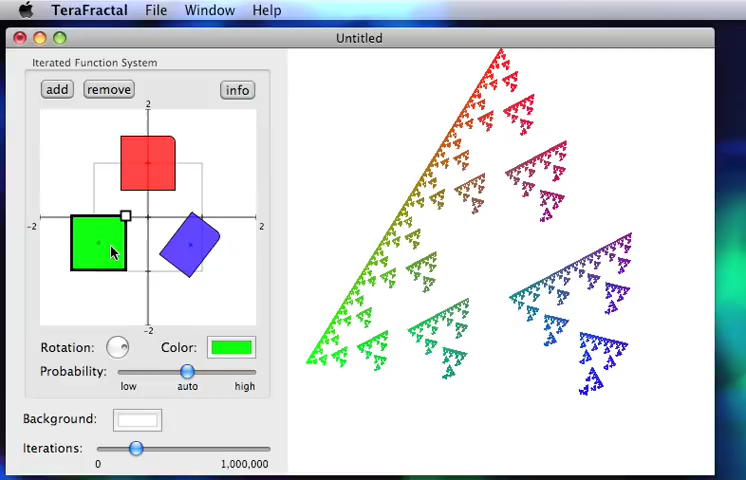 TeraFractal File Window Help
Untitled
Iterated Function System
add remove info
2
-2 2
-2
Rotation: Color:
Probability:
low auto high
Background:
Iterations:
0 1,000,000